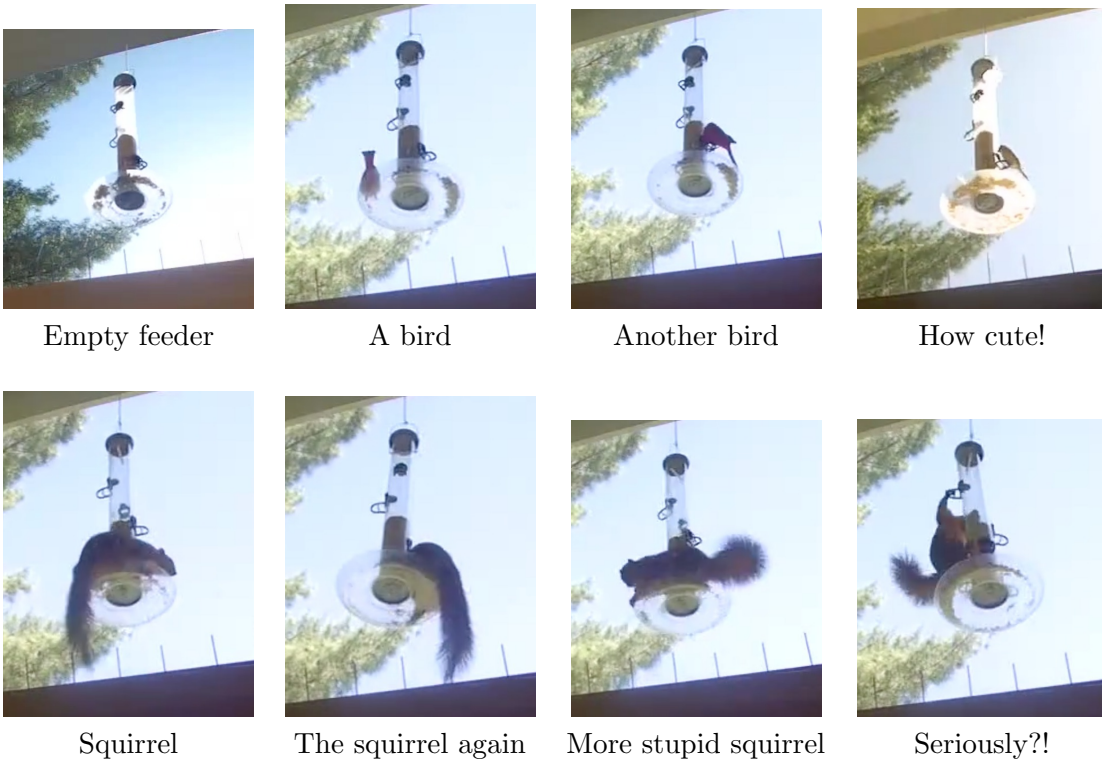 Empty feeder
A bird
Another bird
How cute!
Squirrel
The squirrel again
More stupid squirrel
Seriously?!